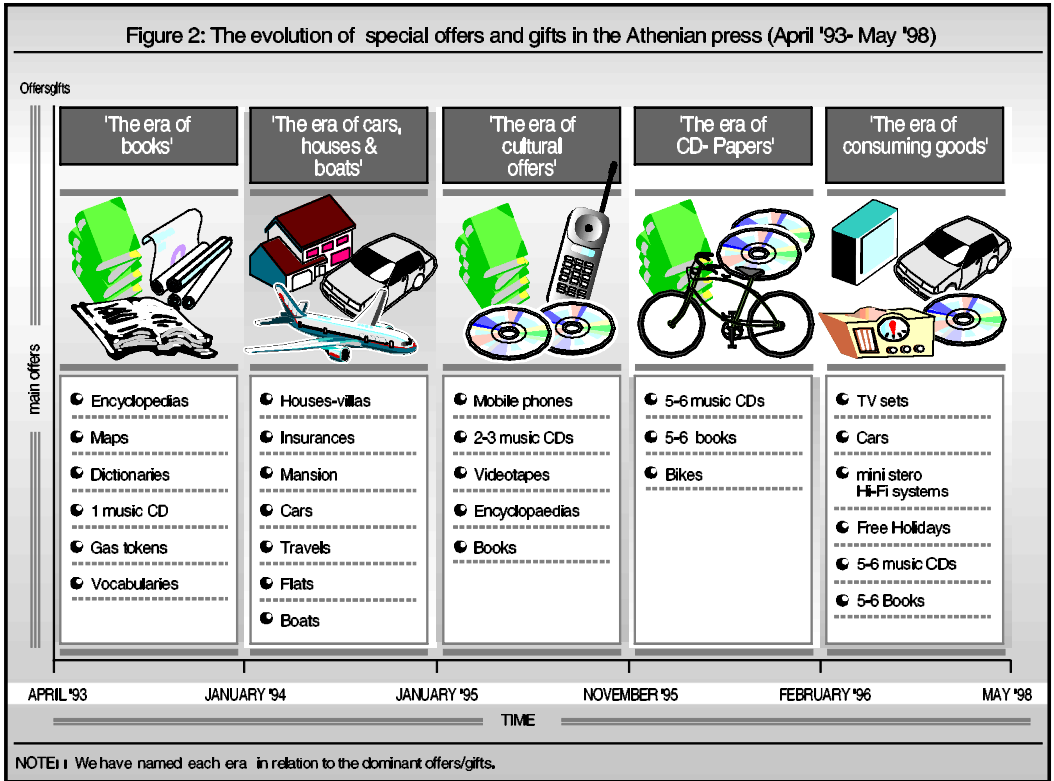 Figure 2: The evolution of special offers and gifts in the Athenian press (April '93- May '98)
Offersgifts
main offers
'The era of
books'
'The era of cars,
houses &
boats'
'The era of
cultural
offers'
'The era of
CD- Papers'
'The era of
consuming goods'
Encyclopedias
Maps
Dictionaries
1 music CD
Gas tokens
Vocabularies
Houses-villas
Insurances
Mansion
Cars
Travels
Flats
Boats
Mobile phones
2-3 music CDs
Videotapes
Encyclopaedias
Books
5-6 music CDs
5-6 books
Bikes
TV sets
Cars
mini stero
Hi-Fi systems
Free Holidays
5-6 music CDs
5-6 Books
APRIL '93 JANUARY '94 JANUARY '95 NOVEMBER '95 FEBRUARY '96 MAY '98
TIME
NOTE: : We have named each era in relation to the dominant offers/gifts.